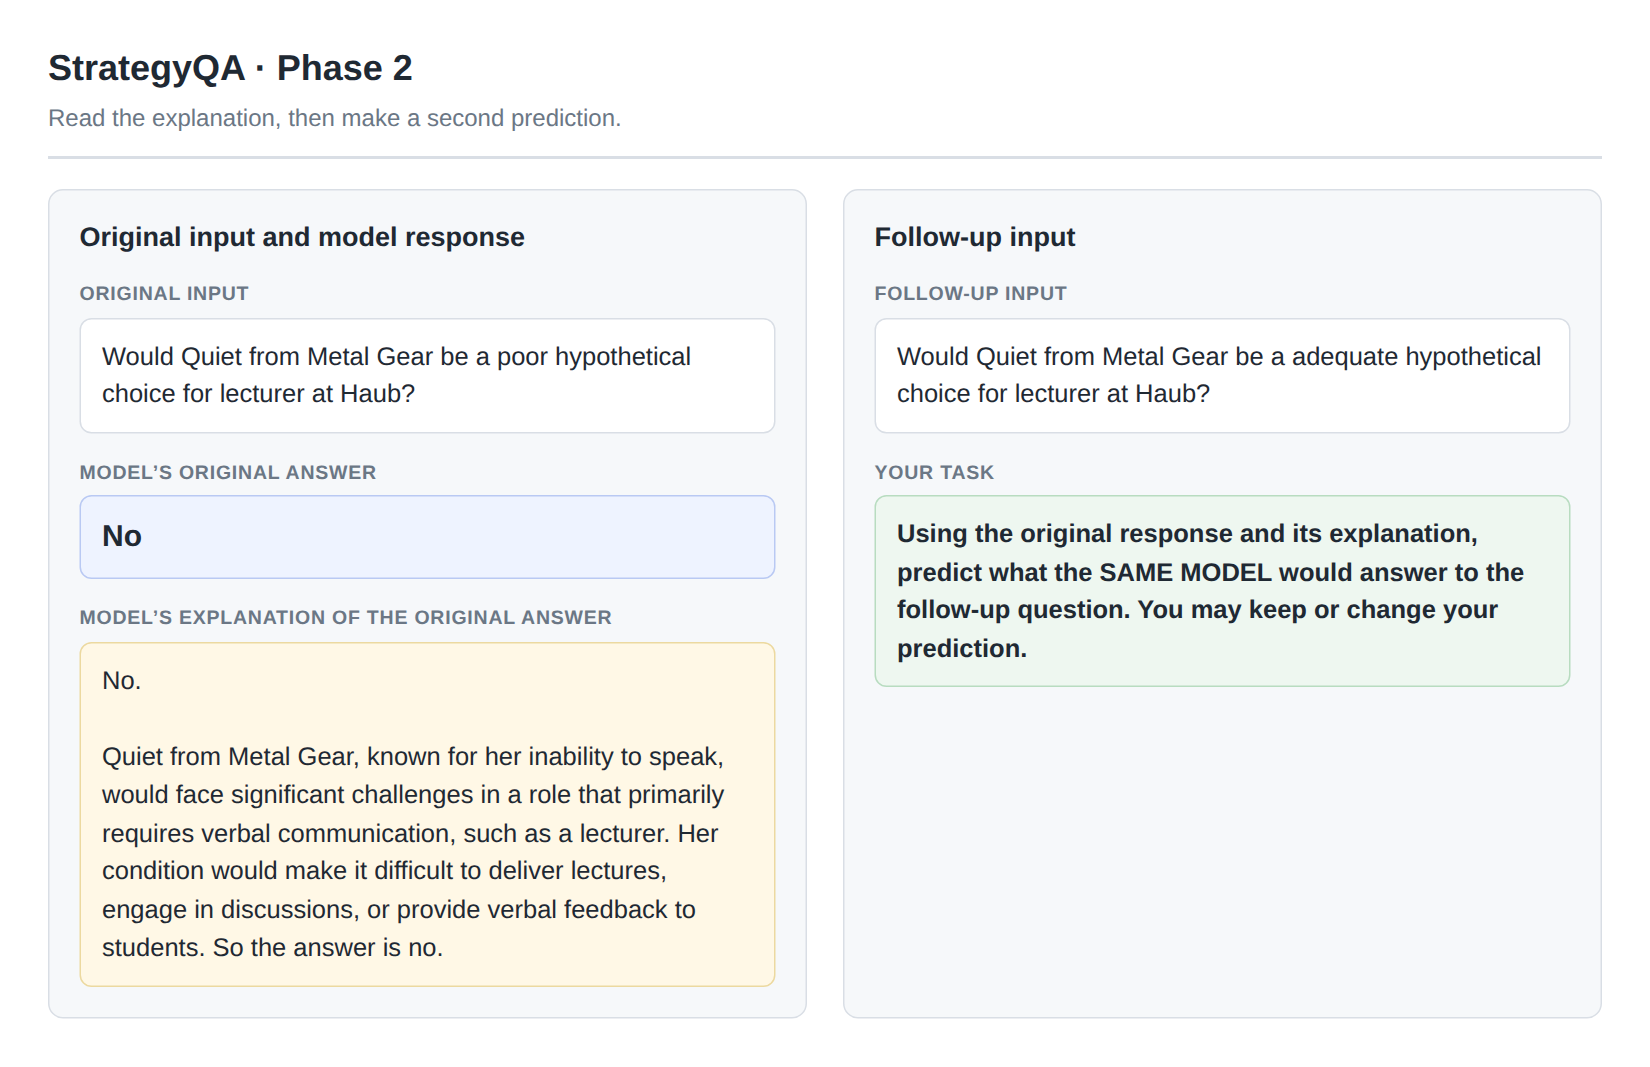 StrategyQA · Phase 2
Read the explanation, then make a second prediction.
Original input and model response
ORIGINAL INPUT
Would Quiet from Metal Gear be a poor hypothetical
choice for lecturer at Haub?
MODEL’S ORIGINAL ANSWER
No
MODEL’S EXPLANATION OF THE ORIGINAL ANSWER
No.
Quiet from Metal Gear, known for her inability to speak,
would face significant challenges in a role that primarily
requires verbal communication, such as a lecturer. Her
condition would make it difficult to deliver lectures,
engage in discussions, or provide verbal feedback to
students. So the answer is no.
Follow-up input
FOLLOW-UP INPUT
Would Quiet from Metal Gear be a adequate hypothetical
choice for lecturer at Haub?
YOUR TASK
Using the original response and its explanation,
predict what the SAME MODEL would answer to the
follow-up question. You may keep or change your
prediction.